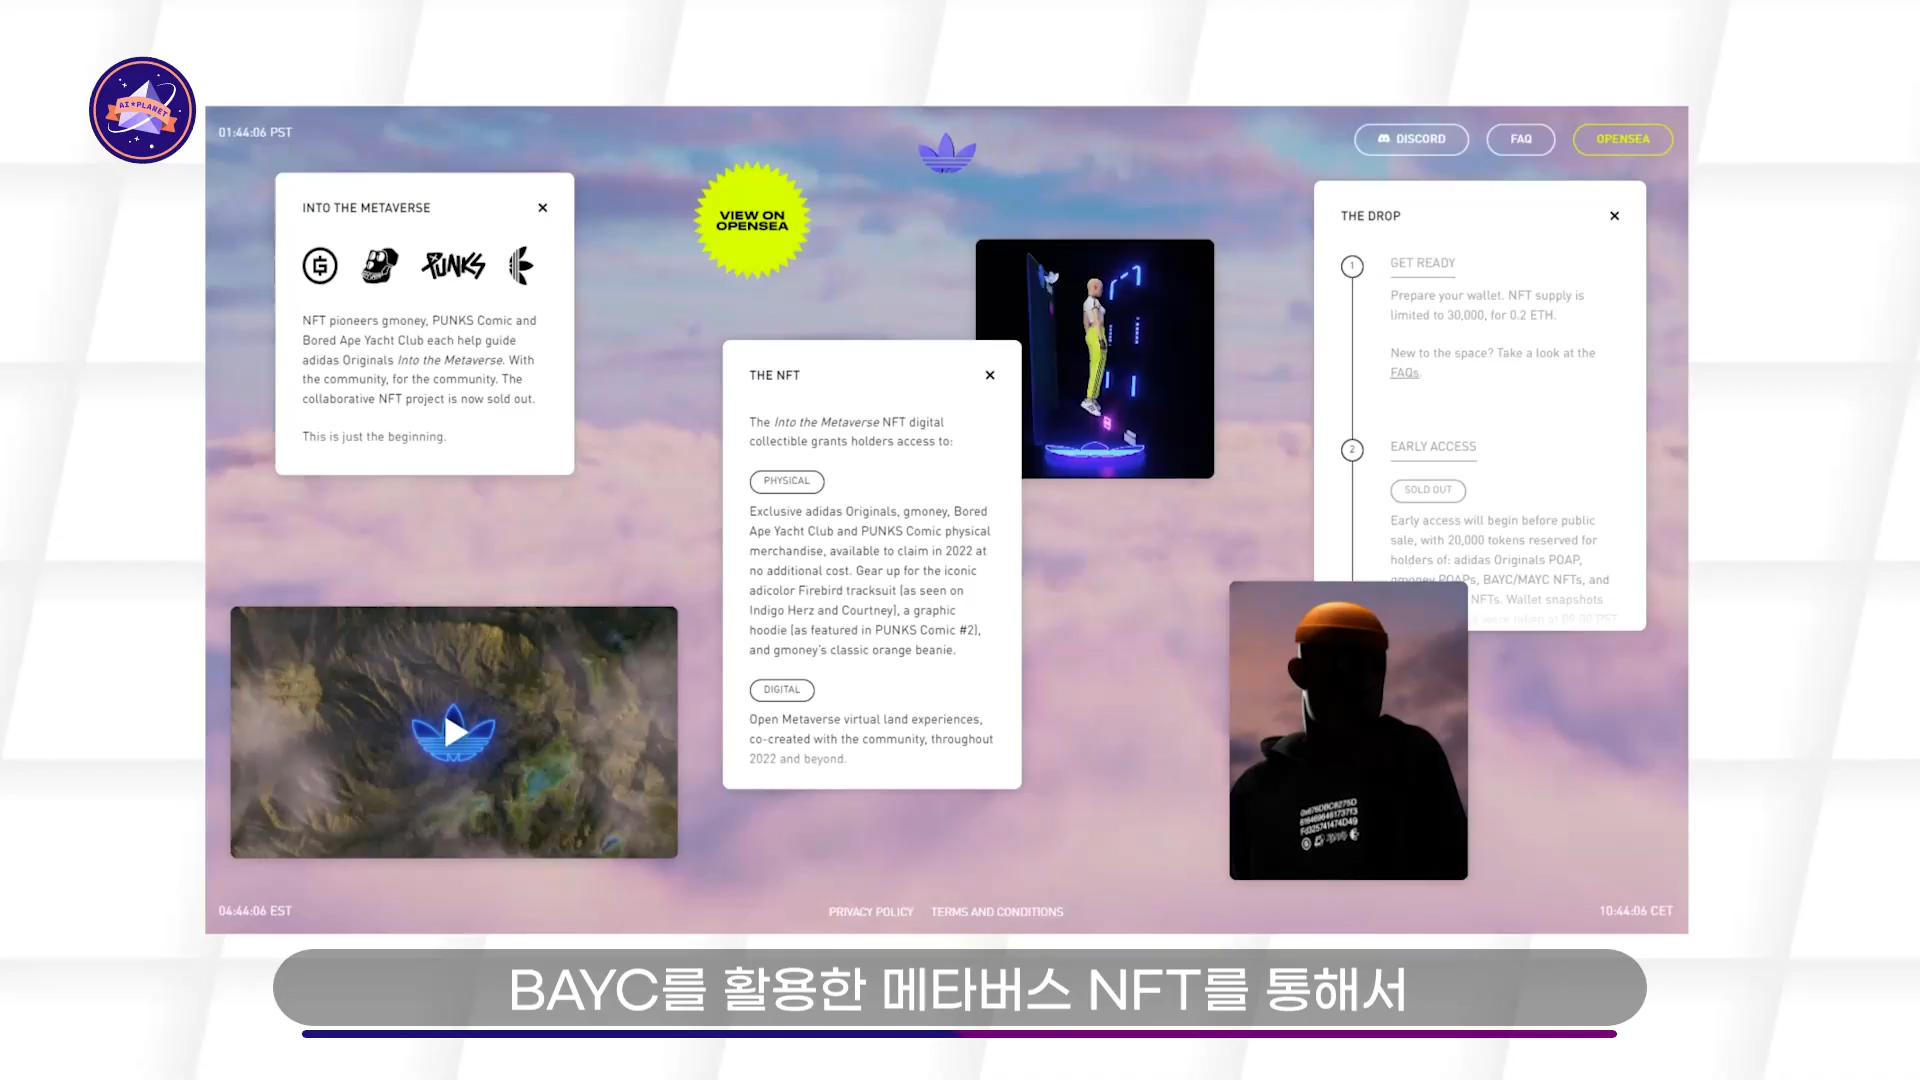 AI★PLANET
01:44:06 PST
DISCORD
FAQ
OPENSEA
INTO THE METAVERSE
PUNKS
NFT pioneers gmoney, PUNKS Comic and
Bored Ape Yacht Club each help guide
adidas Originals Into the Metaverse. With
the community, for the community. The
collaborative NFT project is now sold out.
This is just the beginning.
VIEW ON
OPENSEA
THE NFT
The Into the Metaverse NFT digital
collectible grants holders access to:
PHYSICAL
Exclusive adidas Originals, gmoney, Bored
Ape Yacht Club and PUNKS Comic physical
merchandise, available to claim in 2022 at
no additional cost. Gear up for the iconic
adicolor Firebird tracksuit [as seen on
Indigo Herz and Courtney], a graphic
hoodie [as featured in PUNKS Comic #2],
and gmoney's classic orange beanie.
DIGITAL
Open Metaverse virtual land experiences,
co-created with the community, throughout
2022 and beyond.
THE DROP
1
GET READY
Prepare your wallet. NFT supply is
limited to 30,000, for 0.2 ETH.
New to the space? Take a look at the
FAQs.
2
EARLY ACCESS
SOLD OUT
Early access will begin before public
sale, with 20,000 tokens reserved for
holders of: adidas Originals POAP,
gmoney POAPs, BAYC/MAYC NFTs, and
NFTs. Wallet snapshots
were taken at 09:00 PST
04:44:06 EST
PRIVACY POLICY
TERMS AND CONDITIONS
10:44:06 CET
BAYC를 활용한 메타버스 NFT를 통해서